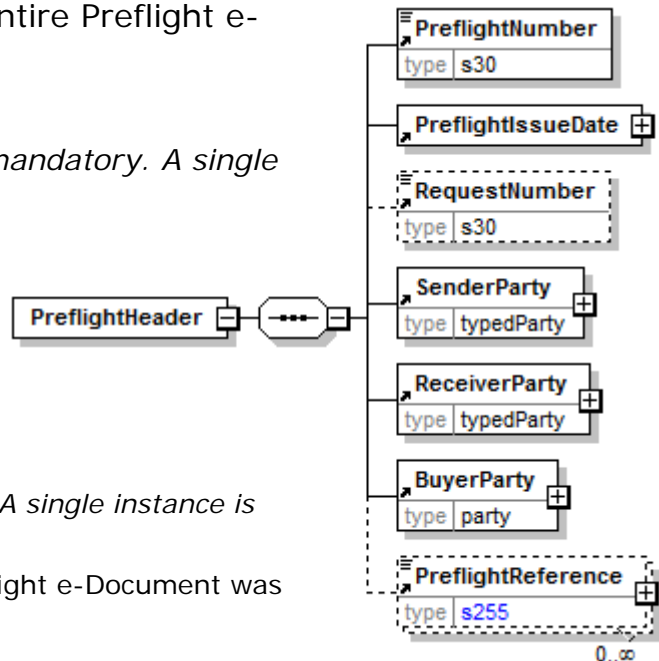 ntire Preflight e-
PreflightNumber
type s30
PreflightIssueDate
mandatory. A single
RequestNumber
type s30
SenderParty
type typedParty
PreflightHeader
ReceiverParty
type typedParty
BuyerParty
type party
A single instance is
PreflightReference
ight e-Document was
type s255
0..∞